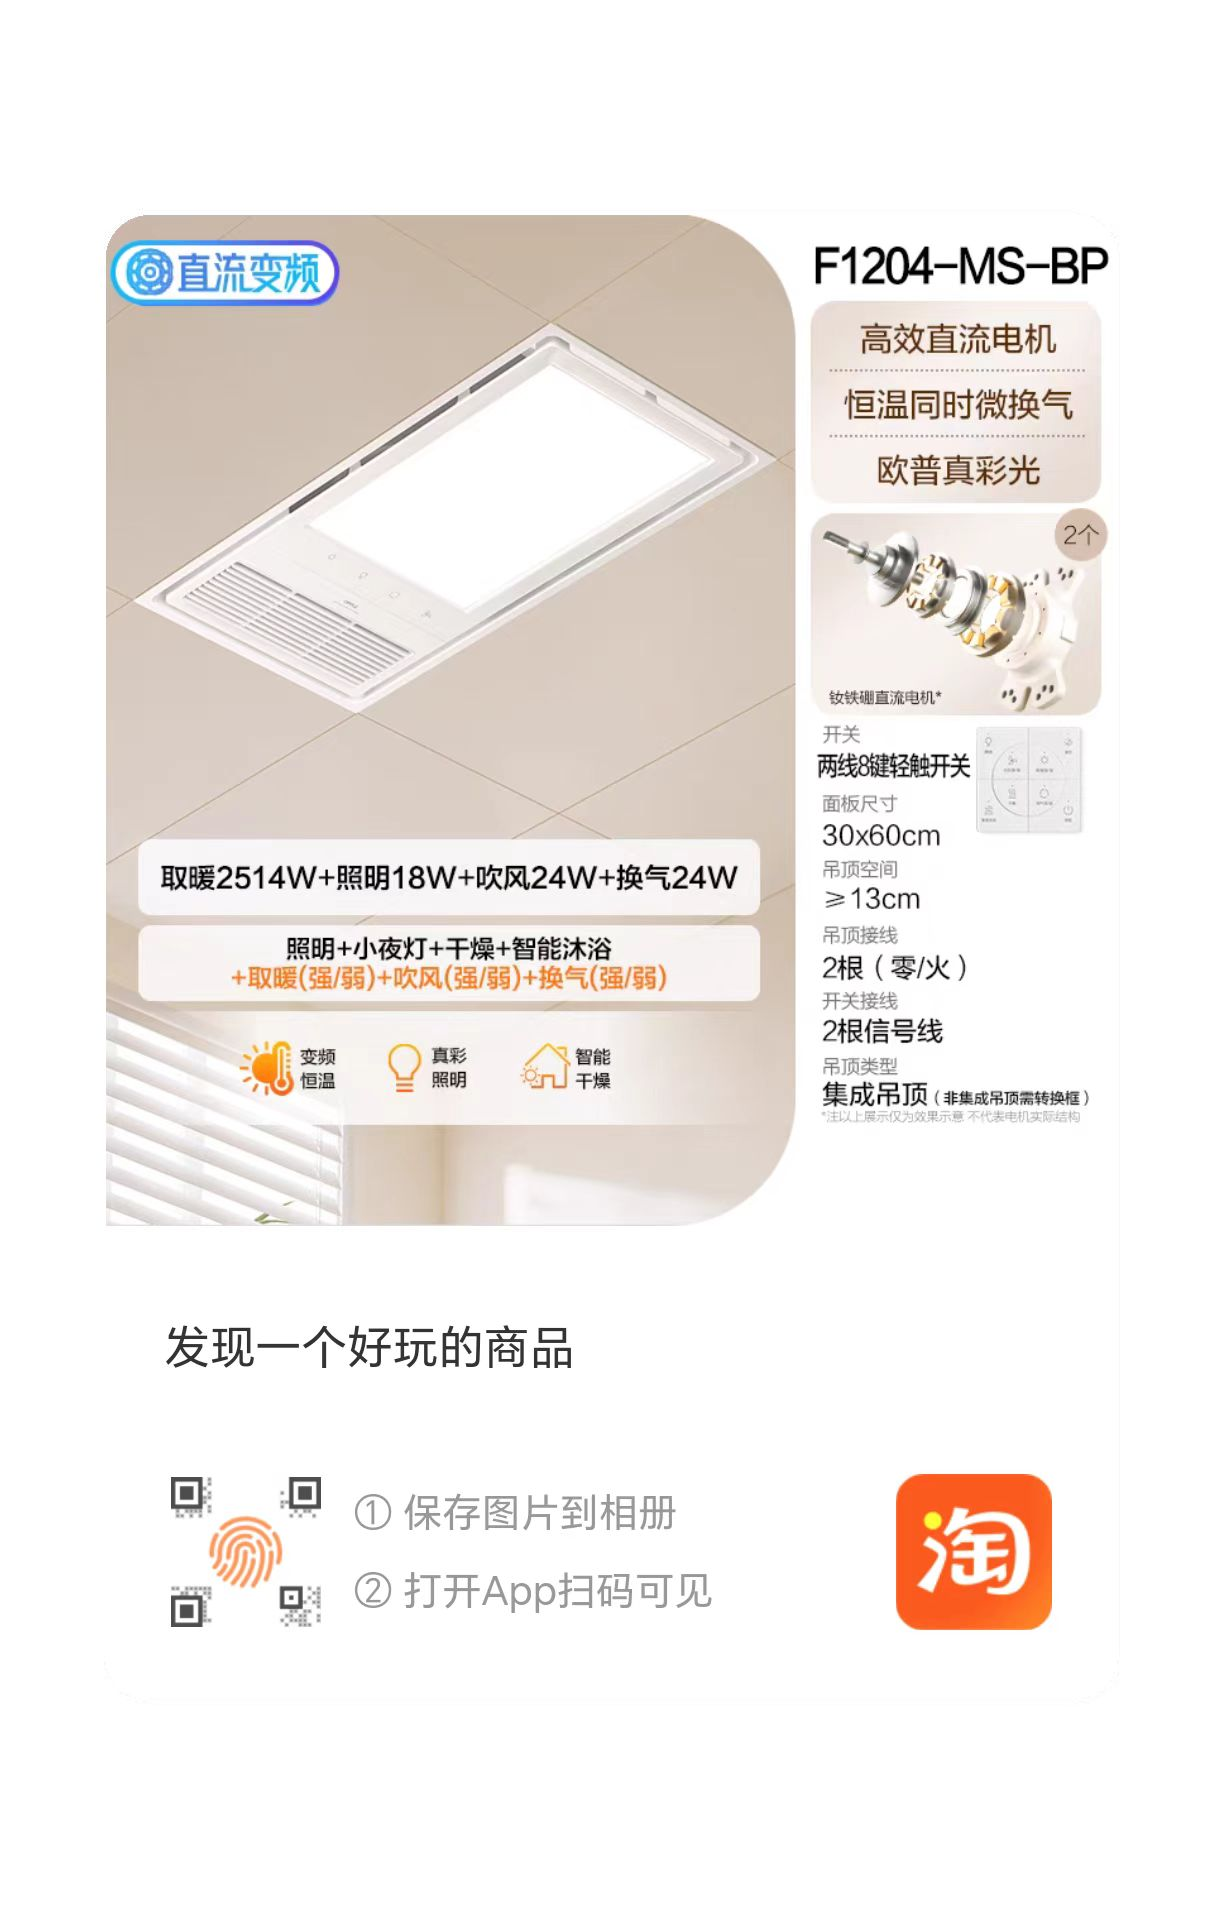 直流变频
F1204-MS-BP
高效直流电机
恒温同时微换气
欧普真彩光
2个
钕铁硼直流电机*
开关
两线8键轻触开关
面板尺寸
30x60cm
吊顶空间
≥13cm
吊顶接线
2根（零/火）
开关接线
2根信号线
吊顶类型
集成吊顶（非集成吊顶需转换框）
*注以上展示仅为效果示意 不代表电机实际结构
取暖2514W+照明18W+吹风24W+换气24W
照明+小夜灯+干燥+智能沐浴
+取暖(强/弱)+吹风(强/弱)+换气(强/弱)
变频
恒温
真彩
照明
智能
干燥
发现一个好玩的商品
① 保存图片到相册
② 打开App扫码可见
淘